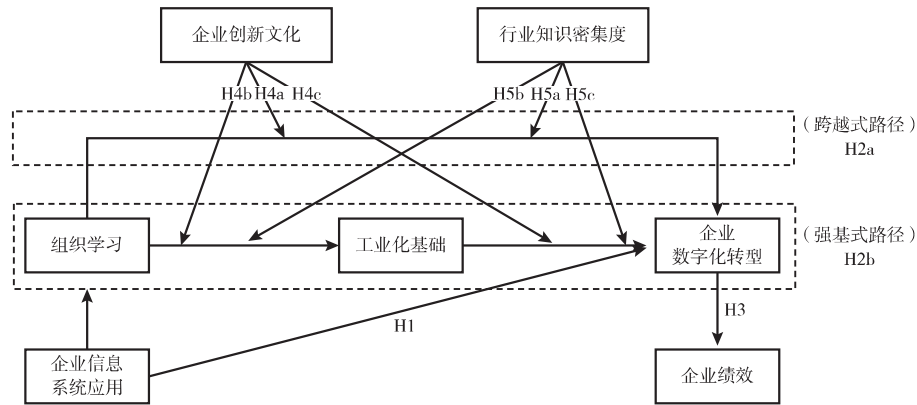 企业创新文化
行业知识密集度
H4b
H4a
H4c
H5b
H5a
H5c
（跨越式路径）
H2a
组织学习
工业化基础
企业
数字化转型
（强基式路径）
H2b
H1
H3
企业信息
系统应用
企业绩效